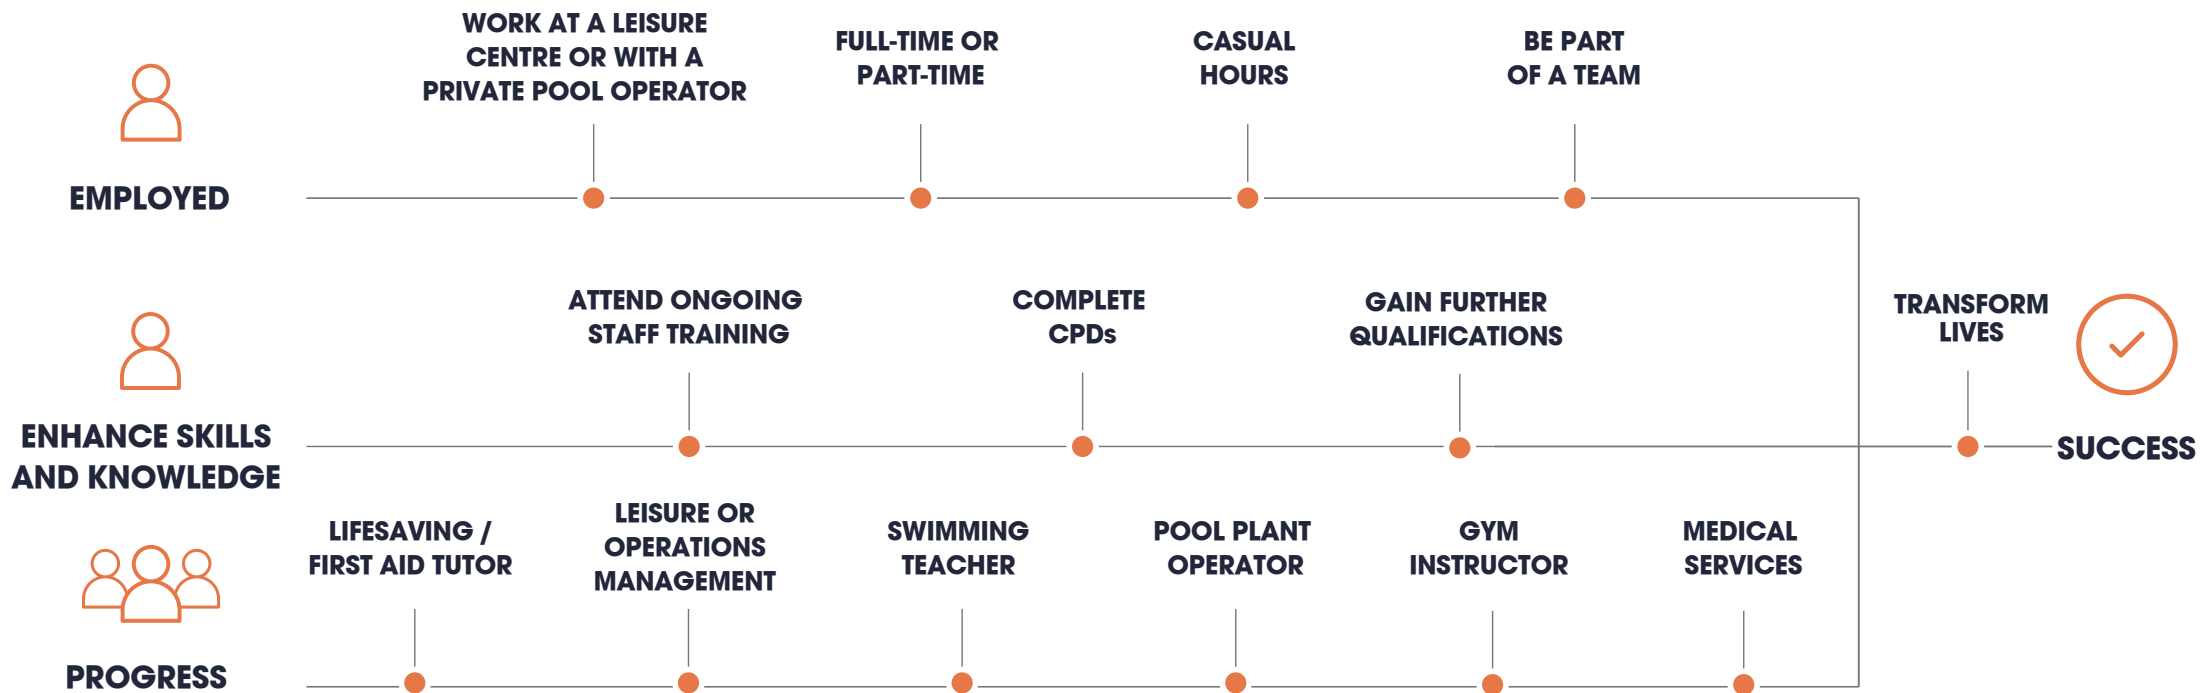 WORK AT A LEISURE
CENTRE OR WITH A
PRIVATE POOL OPERATOR
FULL-TIME OR
PART-TIME
CASUAL
HOURS
BE PART
OF A TEAM
EMPLOYED
ATTEND ONGOING
STAFF TRAINING
COMPLETE
CPDs
GAIN FURTHER
QUALIFICATIONS
TRANSFORM
LIVES
ENHANCE SKILLS
AND KNOWLEDGE
SUCCESS
LIFESAVING /
FIRST AID TUTOR
LEISURE OR
OPERATIONS
MANAGEMENT
SWIMMING
TEACHER
POOL PLANT
OPERATOR
GYM
INSTRUCTOR
MEDICAL
SERVICES
PROGRESS